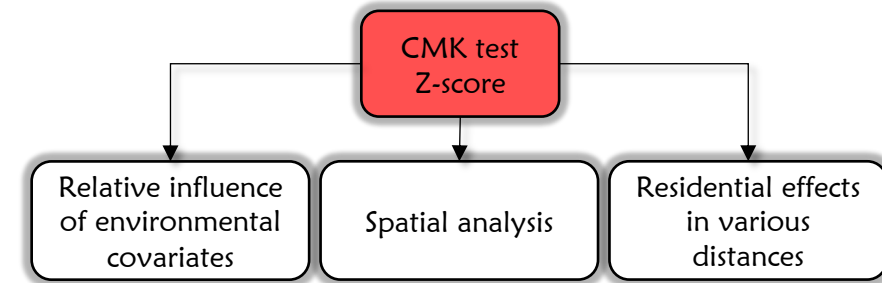 CMK test
Z-score
Relative influence
of environmental
covariates
Spatial analysis
Residential effects
in various
distances